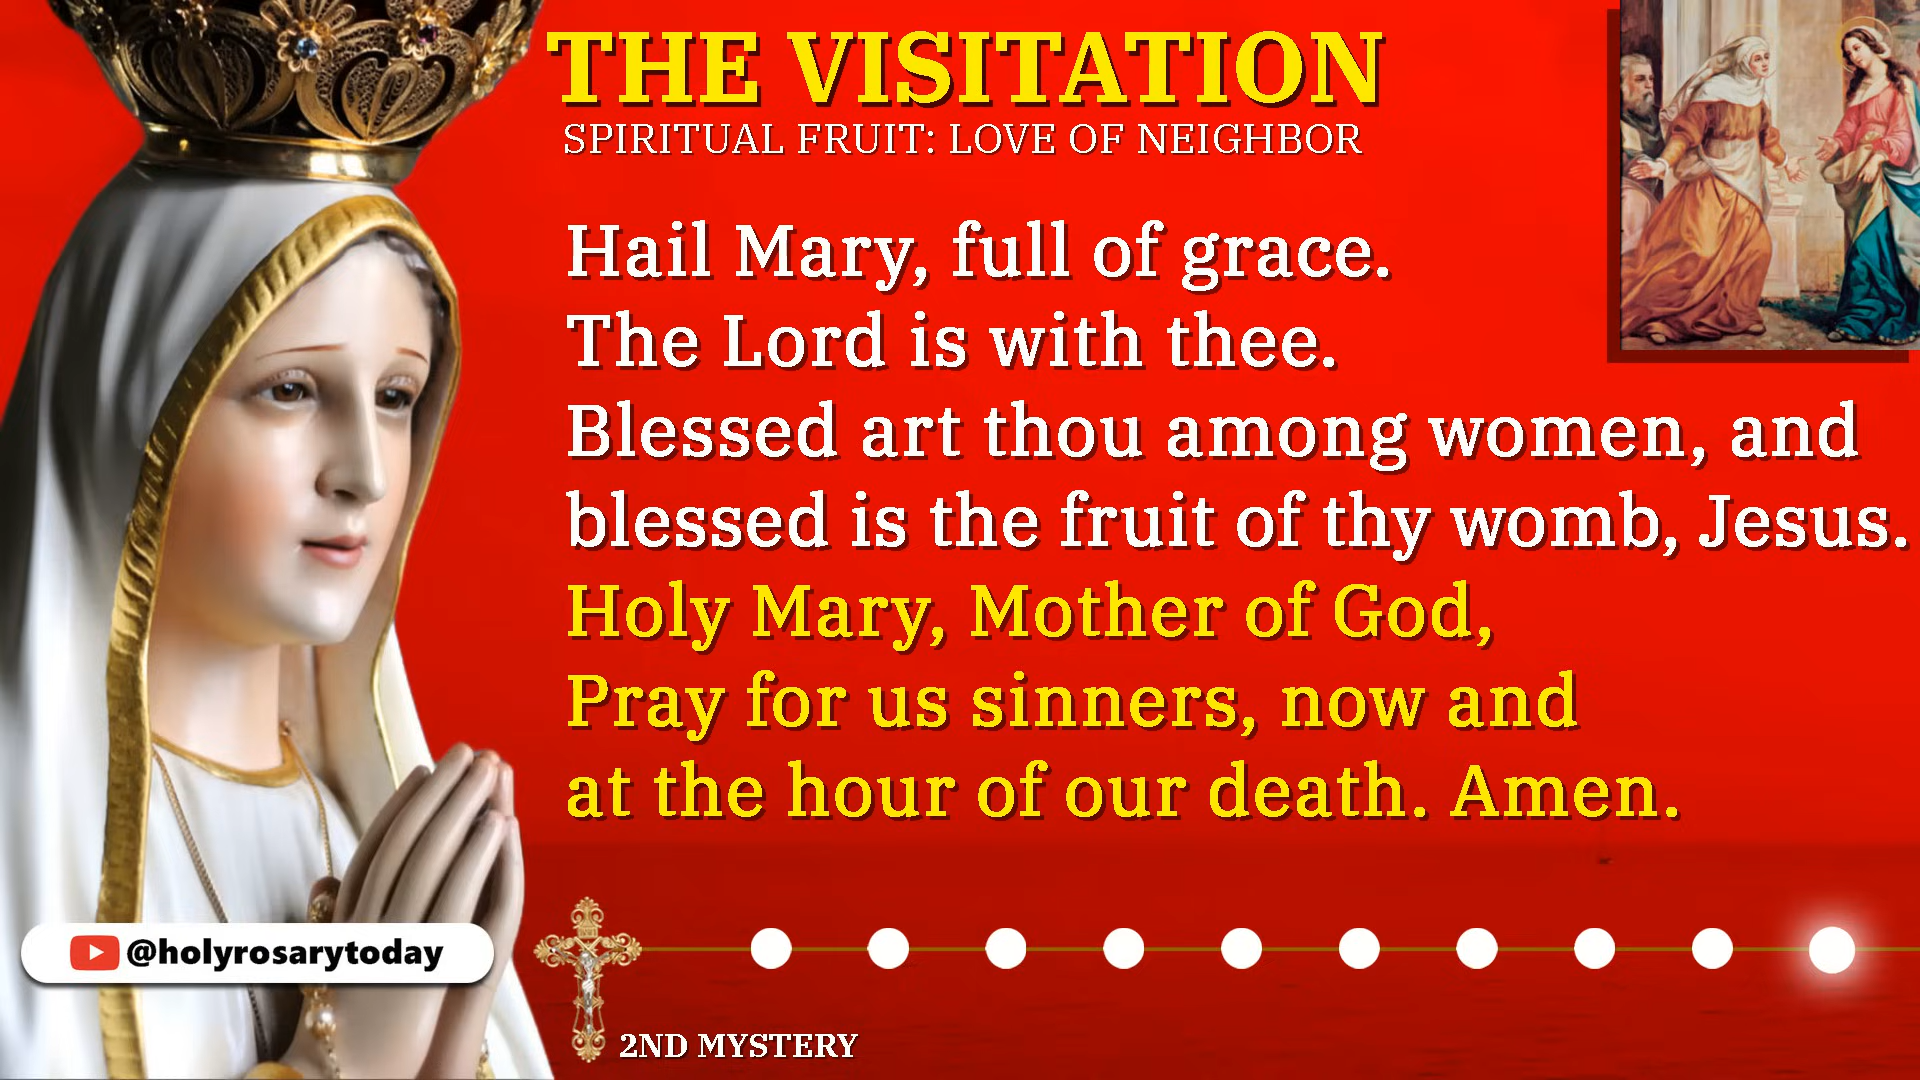 THE VISITATION
SPIRITUAL FRUIT: LOVE OF NEIGHBOR
Hail Mary, full of grace.
The Lord is with thee.
Blessed art thou among women, and
blessed is the fruit of thy womb, Jesus.
Holy Mary, Mother of God,
Pray for us sinners, now and
at the hour of our death. Amen.
@holyrosarytoday
2ND MYSTERY